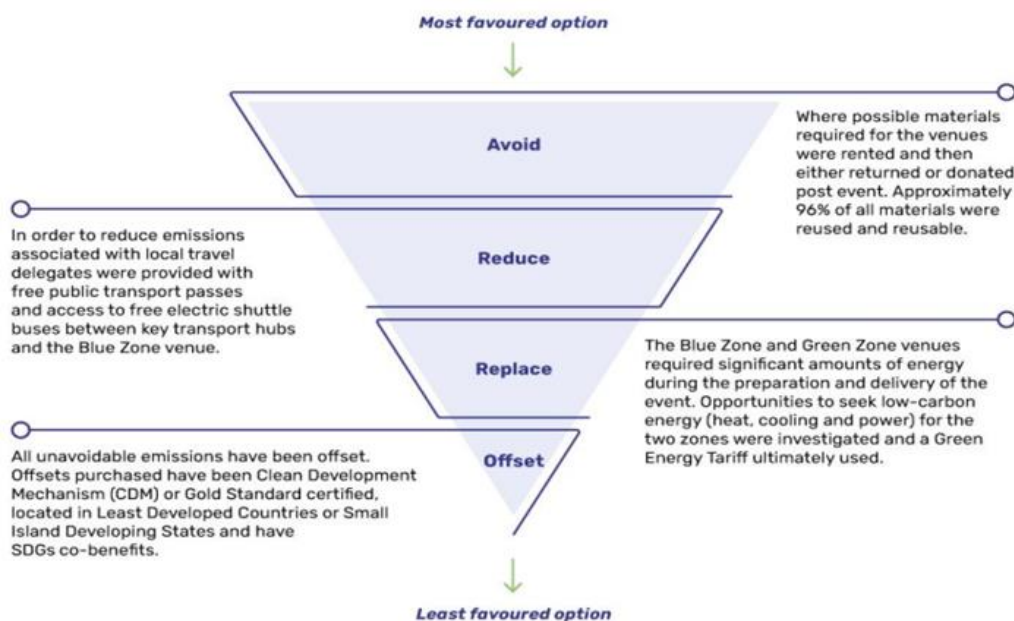 Most favoured option
Avoid
Where possible materials
required for the venues
were rented and then
either returned or donated
post event. Approximately
96% of all materials were
reused and reusable.
In order to reduce emissions
associated with local travel
delegates were provided with
free public transport passes
and access to free electric shuttle
buses between key transport hubs
and the Blue Zone venue.
Reduce
Replace
The Blue Zone and Green Zone venues
required significant amounts of energy
during the preparation and delivery of the
event. Opportunities to seek low-carbon
energy (heat, cooling and power) for the
two zones were investigated and a Green
Energy Tariff ultimately used.
All unavoidable emissions have been offset.
Offsets purchased have been Clean Development
Mechanism (CDM) or Gold Standard certified,
located in Least Developed Countries or Small
Island Developing States and have
SDGs co-benefits.
Offset
Least favoured option